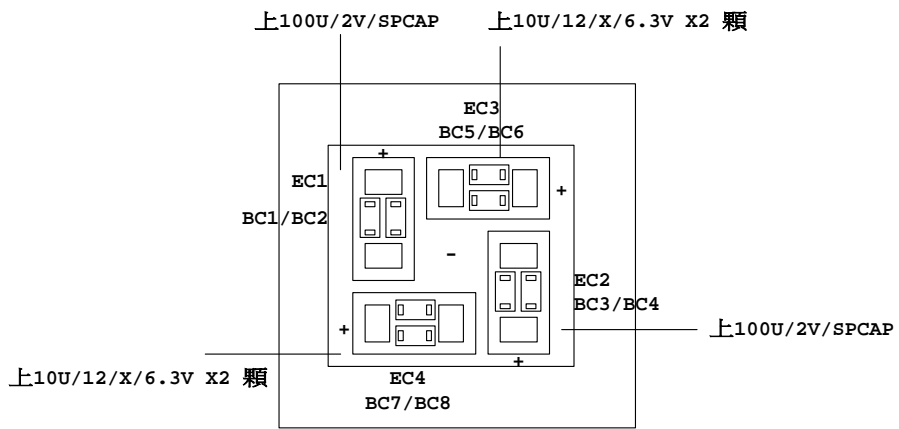 上100U/2V/SPCAP
上10U/12/X/6.3V X2 顆
EC3
BC5/BC6
+
EC1
+
BC1/BC2
-
EC2
BC3/BC4
+
上100U/2V/SPCAP
+
上10U/12/X/6.3V X2 顆
EC4
BC7/BC8